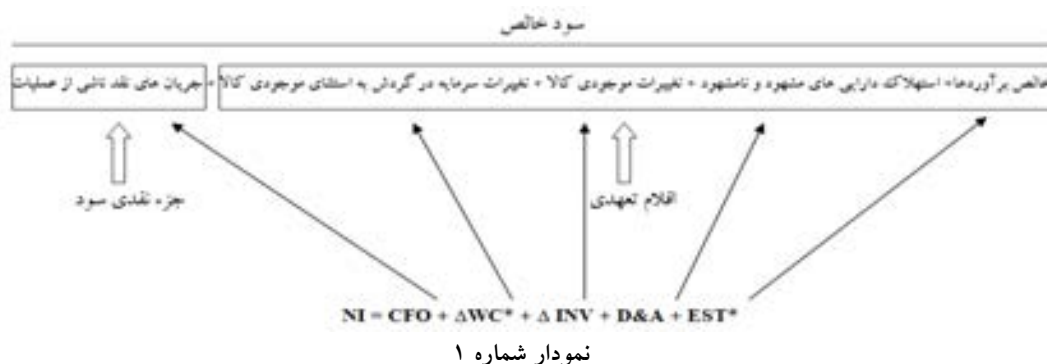 سود خالص
جریان های نقد ناشی از عملیات + تغییرات سرمایه در گردش به استثنای موجودی کالا + تغییرات موجودی کالا + استهلاک دارایی های مشهود و نامشهود + خالص برآوردها
جزء نقدی سود
اقلام تعهدی
NI = CFO + ΔWC* + Δ INV + D&A + EST*
نمودار شماره ۱